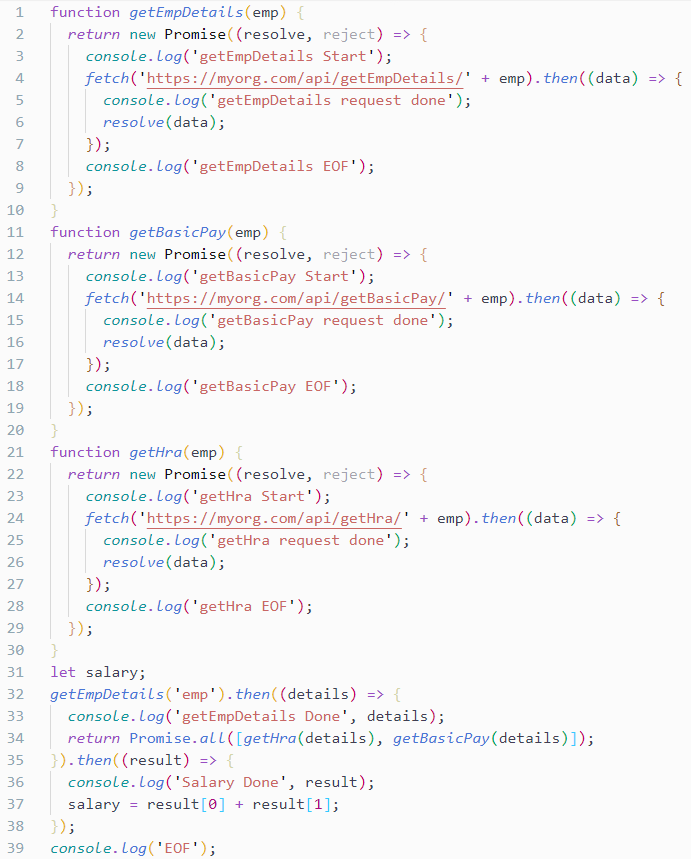 1 function getEmpDetails(emp) {
2 return new Promise((resolve, reject) => {
3 console.log('getEmpDetails Start');
4 fetch('https://myorg.com/api/getEmpDetails/' + emp).then((data) => {
5 console.log('getEmpDetails request done');
6 resolve(data);
7 });
8 console.log('getEmpDetails EOF');
9 });
10 }
11 function getBasicPay(emp) {
12 return new Promise((resolve, reject) => {
13 console.log('getBasicPay Start');
14 fetch('https://myorg.com/api/getBasicPay/' + emp).then((data) => {
15 console.log('getBasicPay request done');
16 resolve(data);
17 });
18 console.log('getBasicPay EOF');
19 });
20 }
21 function getHra(emp) {
22 return new Promise((resolve, reject) => {
23 console.log('getHra Start');
24 fetch('https://myorg.com/api/getHra/' + emp).then((data) => {
25 console.log('getHra request done');
26 resolve(data);
27 });
28 console.log('getHra EOF');
29 });
30 }
31 let salary;
32 getEmpDetails('emp').then((details) => {
33 console.log('getEmpDetails Done', details);
34 return Promise.all([getHra(details), getBasicPay(details)]);
35 }).then((result) => {
36 console.log('Salary Done', result);
37 salary = result[0] + result[1];
38 });
39 console.log('EOF');